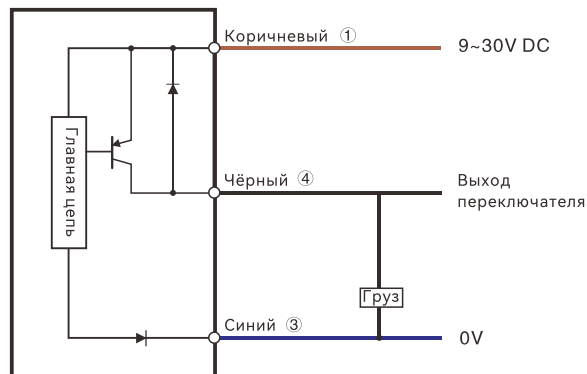 Коричневый ①
9~30V DC
Главная цепь
Чёрный ④
Выход
переключателя
Груз
Синий ③
0V